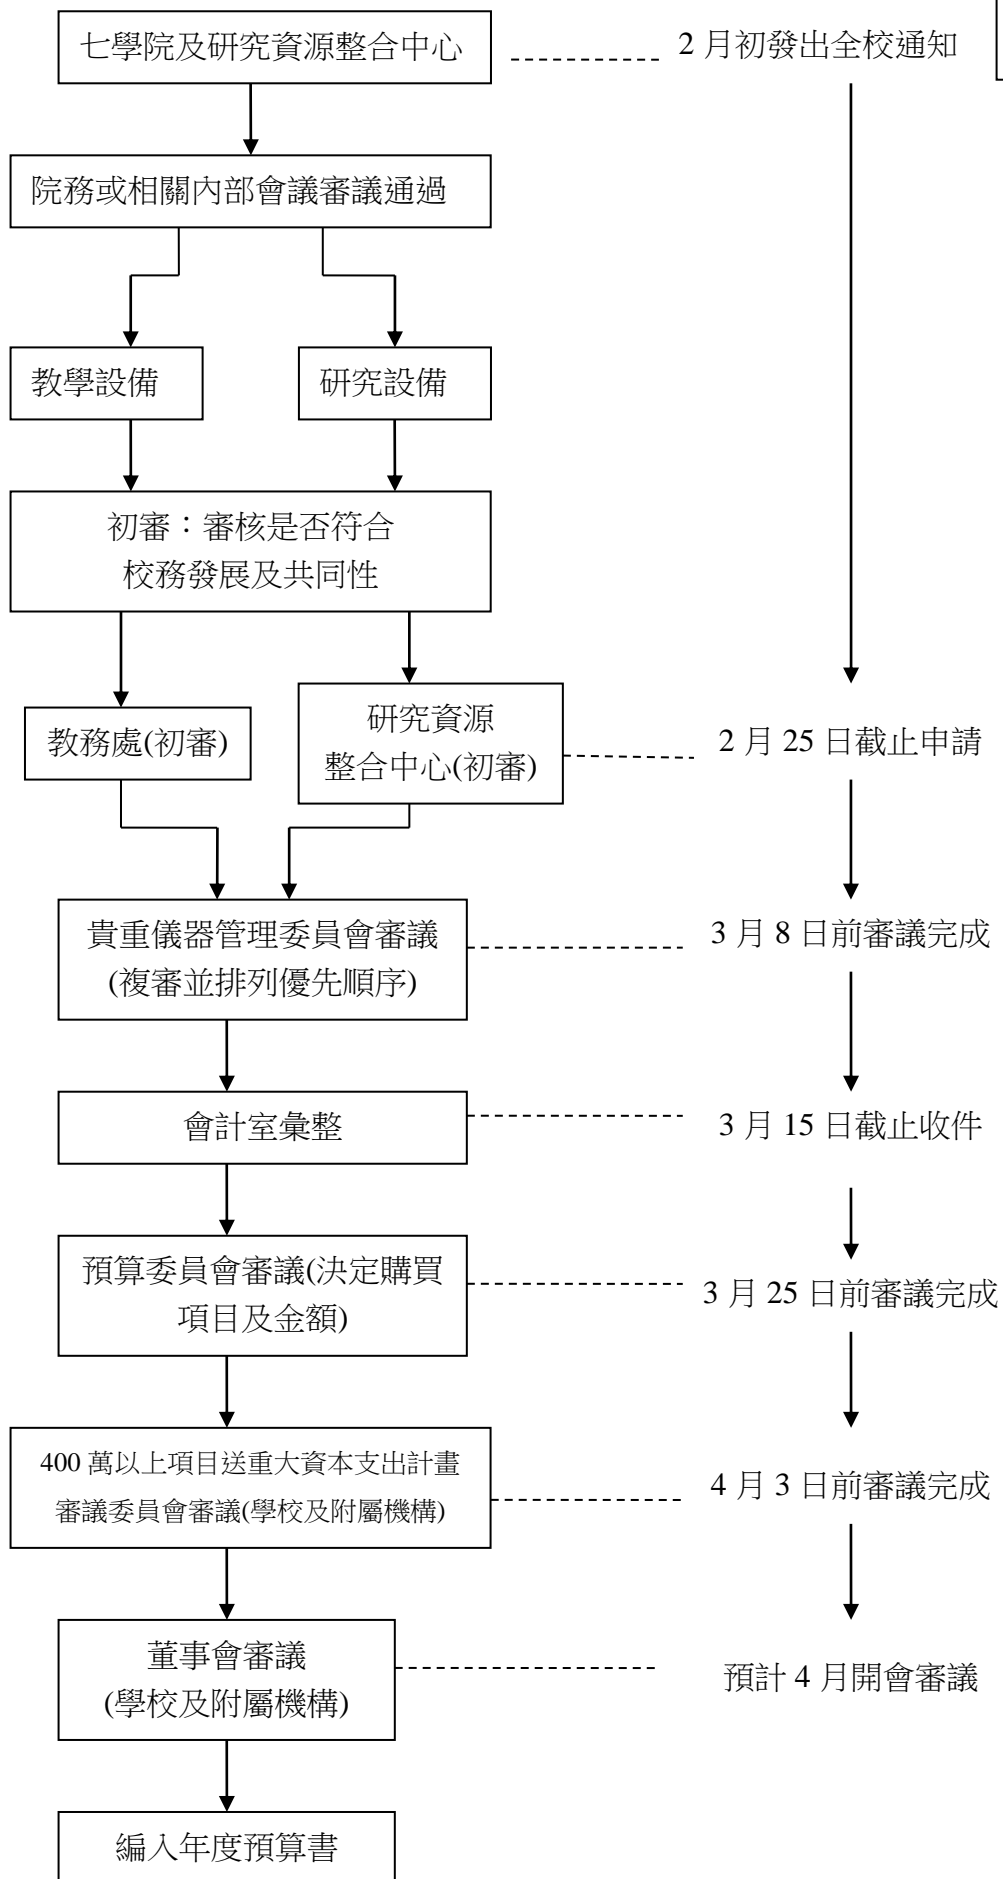 七學院及研究資源整合中心
2 月初發出全校通知
院務或相關內部會議審議通過
教學設備
研究設備
初審：審核是否符合
校務發展及共同性
教務處(初審)
研究資源
整合中心(初審)
2 月 25 日截止申請
貴重儀器管理委員會審議
(複審並排列優先順序)
3 月 8 日前審議完成
會計室彙整
3 月 15 日截止收件
預算委員會審議(決定購買
項目及金額)
3 月 25 日前審議完成
400 萬以上項目送重大資本支出計畫
審議委員會審議(學校及附屬機構)
4 月 3 日前審議完成
董事會審議
(學校及附屬機構)
預計 4 月開會審議
編入年度預算書